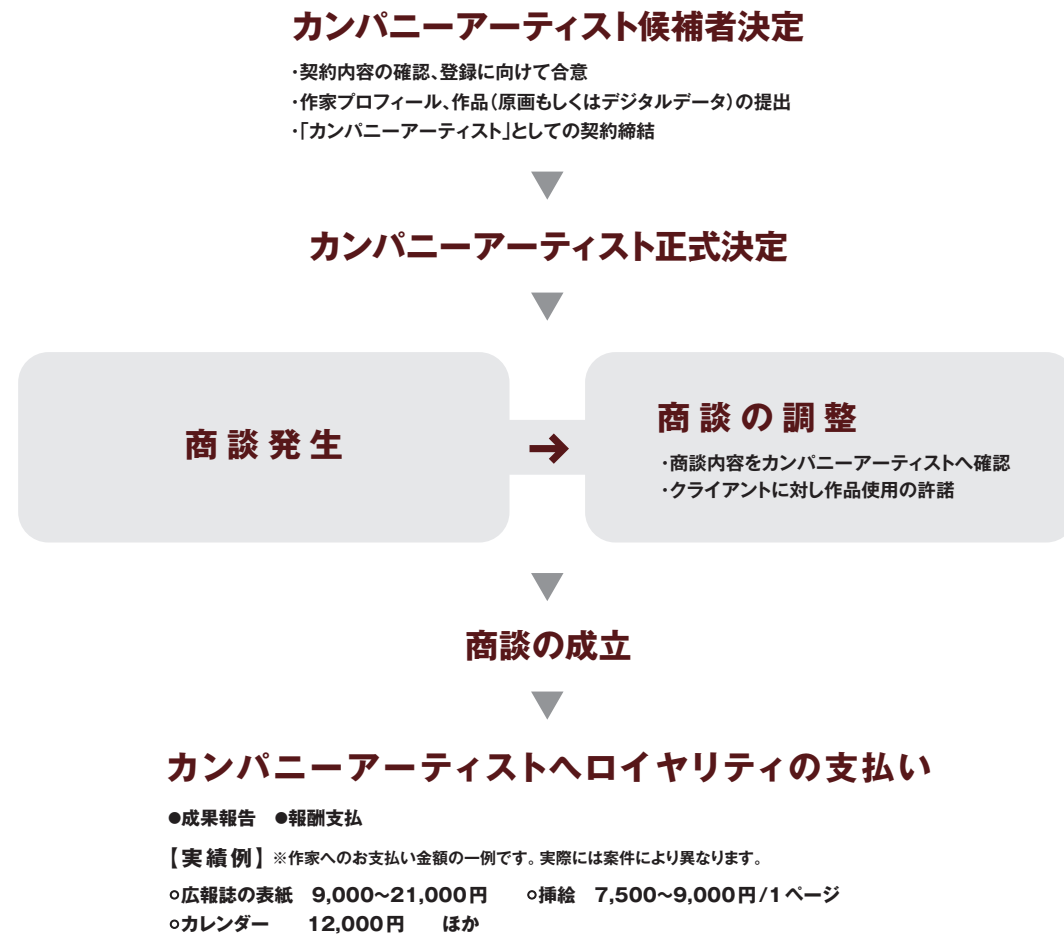 カンパニーアーティスト候補者決定
・契約内容の確認、登録に向けて合意
・作家プロフィール、作品(原画もしくはデジタルデータ)の提出
・「カンパニーアーティスト」としての契約締結
カンパニーアーティスト正式決定
商談発生
商談の調整
・商談内容をカンパニーアーティストへ確認
・クライアントに対し作品使用の許諾
商談の成立
カンパニーアーティストへロイヤリティの支払い
●成果報告　●報酬支払
【実績例】※作家へのお支払い金額の一例です。実際には案件により異なります。
○広報誌の表紙　9,000~21,000円　○挿絵　7,500~9,000円/1ページ
○カレンダー　12,000円　ほか